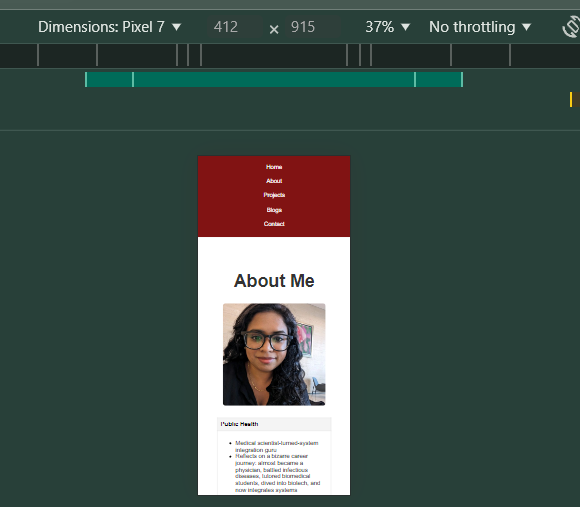 Dimensions: Pixel 7 ▼ 412 × 915 37% ▼ No throttling ▼
Home
About
Projects
Blogs
Contact
About Me
Public Health
• Medical scientist-turned-system
integration guru
• Reflects on a bizarre career
journey: almost became a
physician, battled infectious
diseases, tutored biomedical
students, dived into biotech, and
now integrates systems